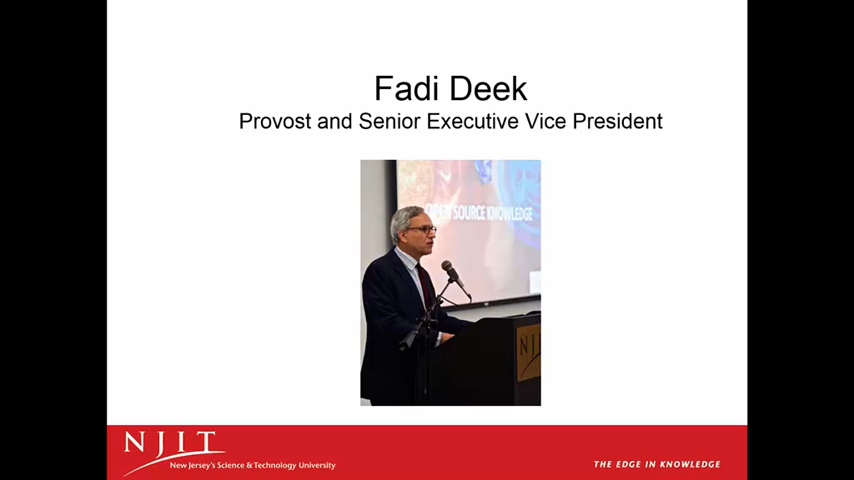 Fadi Deek
Provost and Senior Executive Vice President
OPEN SOURCE KNOWLEDGE
NJIT
NJIT
New Jersey's Science & Technology University
THE EDGE IN KNOWLEDGE